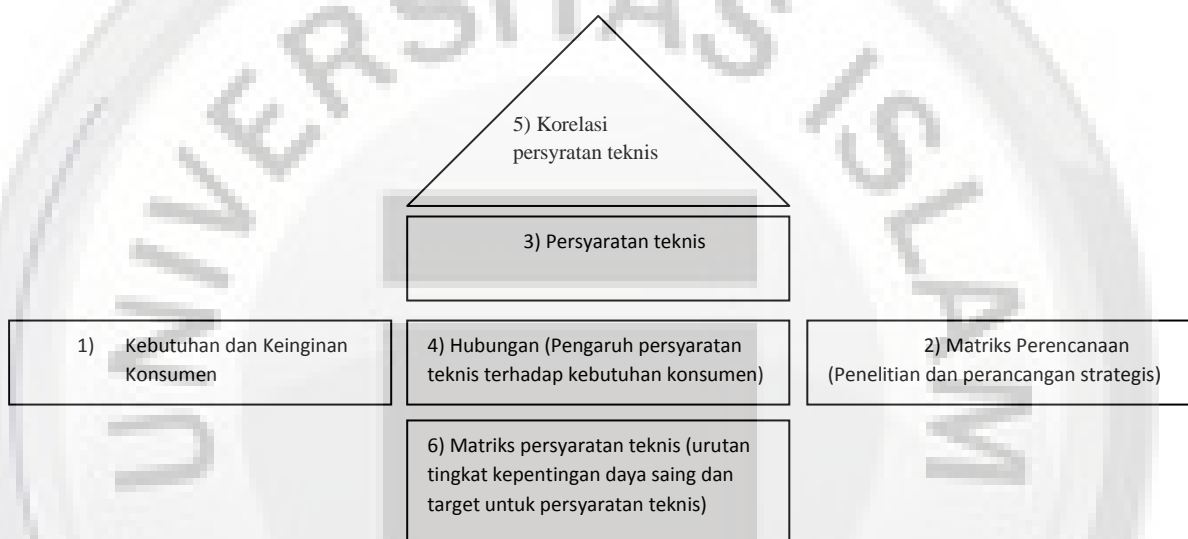 UNIVERSITAS ISLAM
5) Korelasi
persyratan teknis
3) Persyaratan teknis
1) Kebutuhan dan Keinginan
Konsumen
4) Hubungan (Pengaruh persyaratan
teknis terhadap kebutuhan konsumen)
2) Matriks Perencanaan
(Penelitian dan perancangan strategis)
6) Matriks persyaratan teknis (urutan
tingkat kepentingan daya saing dan
target untuk persyaratan teknis)